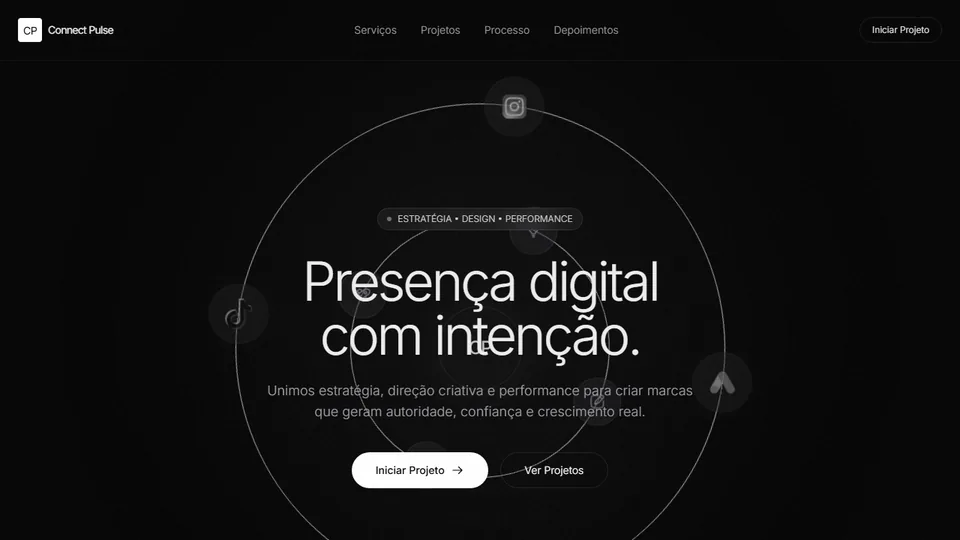 CP Connect Pulse
Serviços Projetos Processo Depoimentos
Iniciar Projeto
ESTRATÉGIA • DESIGN • PERFORMANCE
Presença digital
com intenção.
CP
Unimos estratégia, direção criativa e performance para criar marcas
que geram autoridade, confiança e crescimento real.
Iniciar Projeto
Ver Projetos